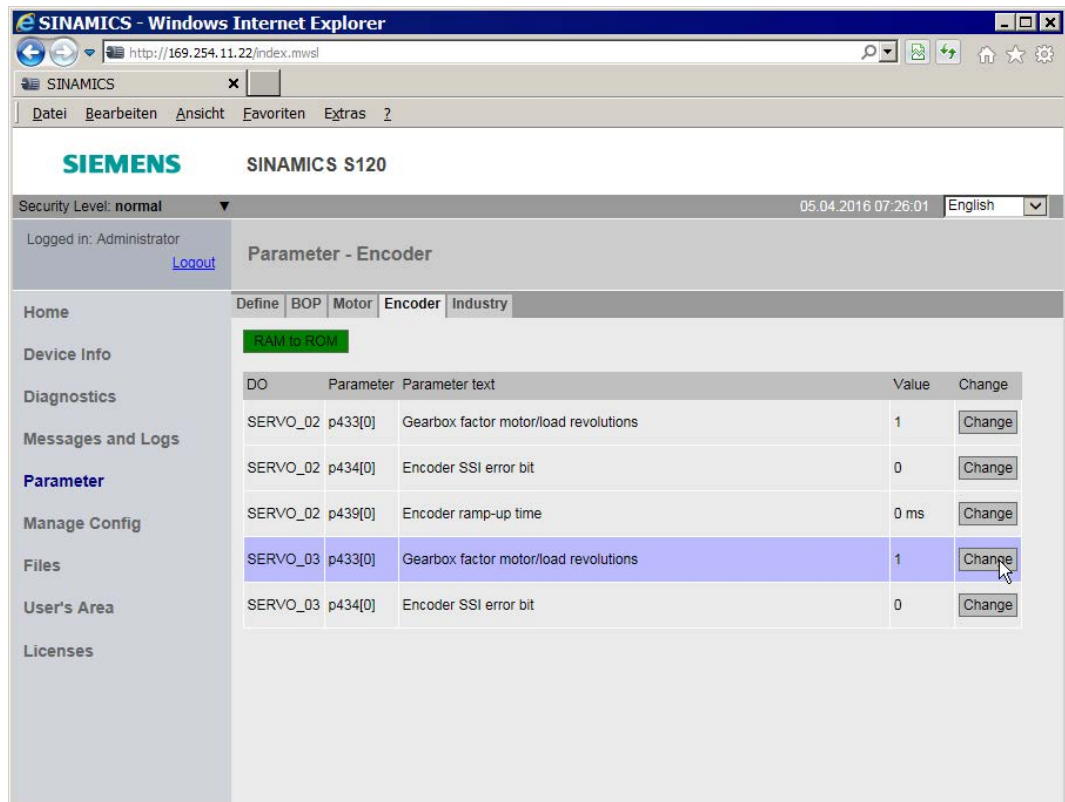 SINAMICS - Windows Internet Explorer
http://169.254.11.22/index.mwsl
SINAMICS
Datei Bearbeiten Ansicht Favoriten Extras ?
SIEMENS SINAMICS S120
Security Level: normal 05.04.2016 07:26:01 English
Logged in: Administrator
Logout
Parameter - Encoder
Define BOP Motor Encoder Industry
Home
Device Info
Diagnostics
Messages and Logs
Parameter
Manage Config
Files
User's Area
Licenses
RAM to ROM
DO Parameter Parameter text Value Change
SERVO_02 p433[0] Gearbox factor motor/load revolutions 1 Change
SERVO_02 p434[0] Encoder SSI error bit 0 Change
SERVO_02 p439[0] Encoder ramp-up time 0 ms Change
SERVO_03 p433[0] Gearbox factor motor/load revolutions 1 Change
SERVO_03 p434[0] Encoder SSI error bit 0 Change